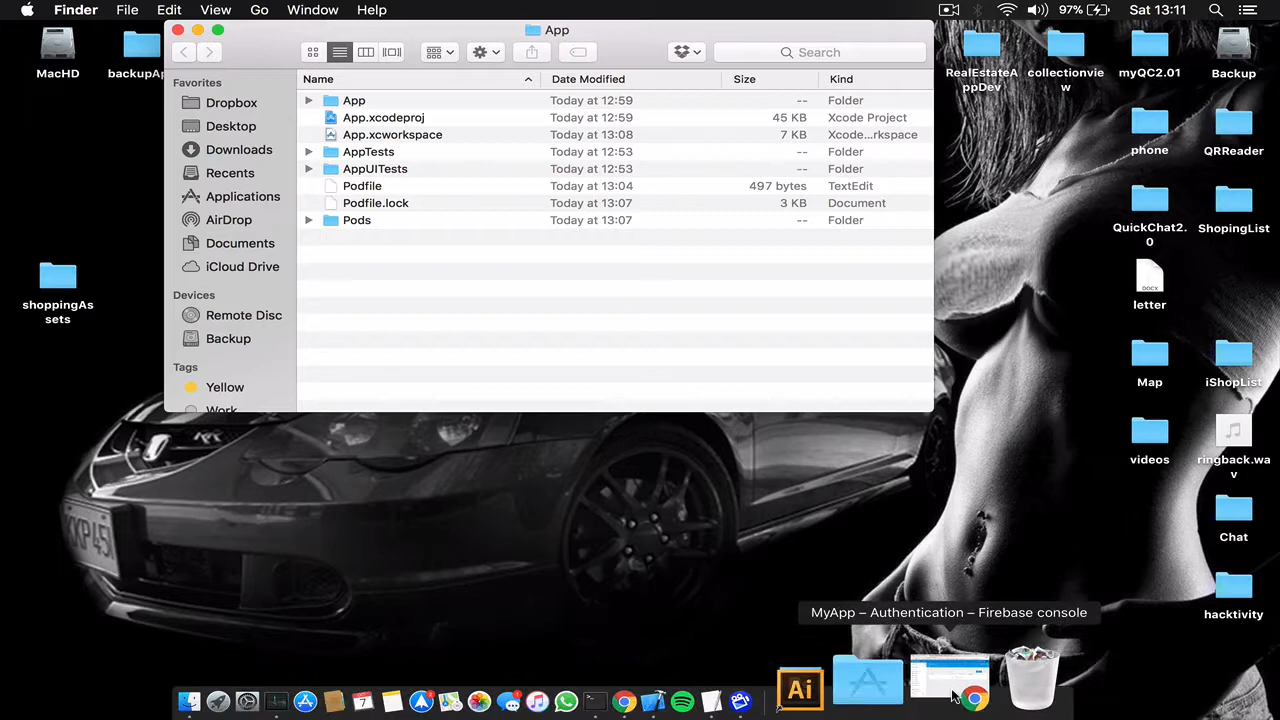 Finder File Edit View Go Window Help 97% Sat 13:11
App
Search
Favorites
Dropbox
Desktop
Downloads
Recents
Applications
AirDrop
Documents
iCloud Drive
Devices
Remote Disc
Backup
Tags
Yellow
Work
Name Date Modified Size Kind
App Today at 12:59 -- Folder
App.xcodeproj Today at 12:59 45 KB Xcode Project
App.xcworkspace Today at 13:08 7 KB Xcode...rkspace
AppTests Today at 12:53 -- Folder
AppUITests Today at 12:53 -- Folder
Podfile Today at 13:04 497 bytes TextEdit
Podfile.lock Today at 13:07 3 KB Document
Pods Today at 13:07 -- Folder
MacHD
backupAp
shoppingAs
sets
RealEstateA
ppDev
collectionvie
w
myQC2.01
Backup
phone
QRReader
QuickChat2.
0
ShopingList
DOCX
letter
Map
iShopList
videos
ringback.wa
v
Chat
hacktivity
KKP45
MyApp – Authentication – Firebase console
Ai